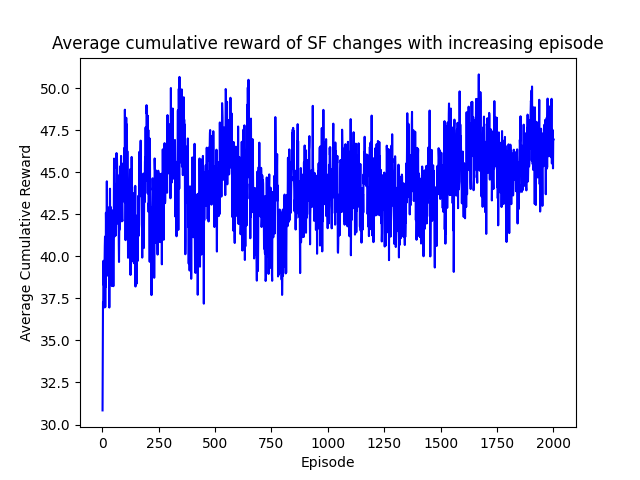 Average cumulative reward of SF changes with increasing episode
50.0
47.5
45.0
42.5
40.0
37.5
35.0
32.5
30.0
Average Cumulative Reward
0 250 500 750 1000 1250 1500 1750 2000
Episode